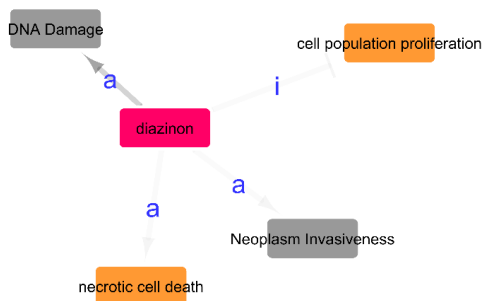 DNA Damage
cell population proliferation
a
i
diazinon
a
a
Neoplasm Invasiveness
necrotic cell death